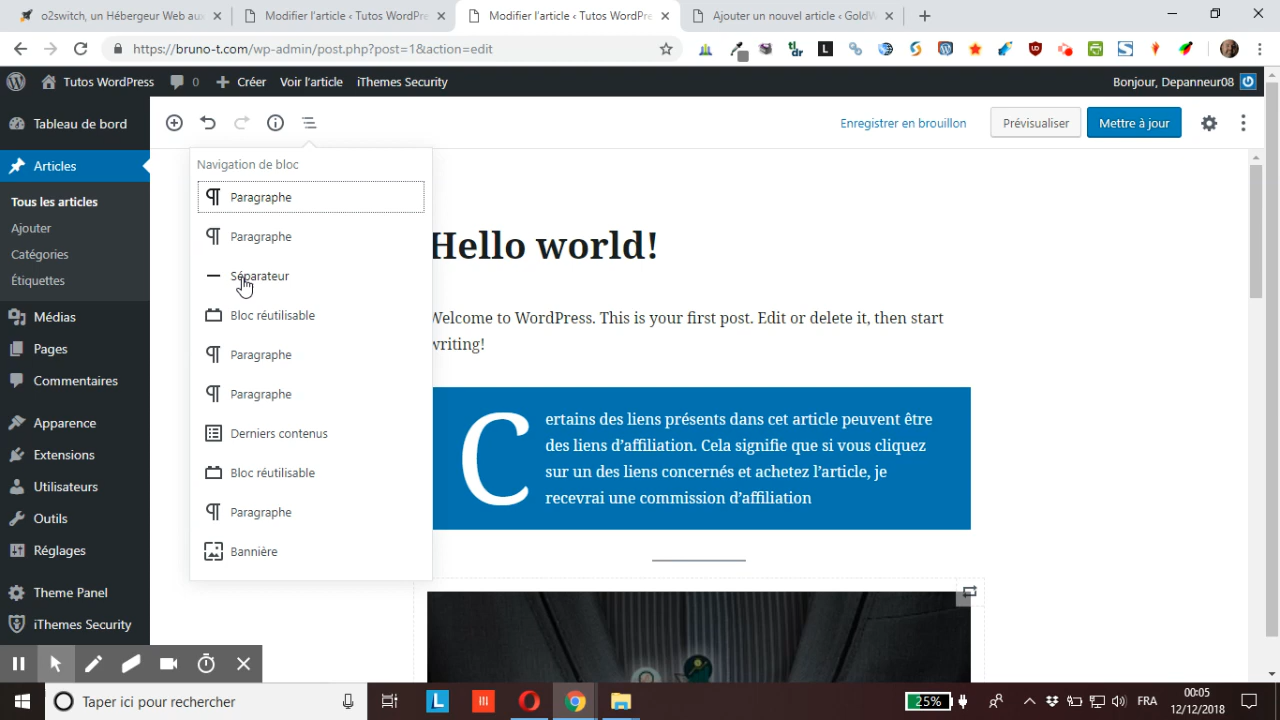 o2switch, un Hébergeur Web aux
Modifier l'article ‹ Tutos WordPre
Modifier l'article ‹ Tutos WordPre
Ajouter un nouvel article ‹ GoldW
https://bruno-t.com/wp-admin/post.php?post=1&action=edit
Tutos WordPress
0
Créer
Voir l'article
iThemes Security
Bonjour, Depanneur08
Tableau de bord
Enregistrer en brouillon
Prévisualiser
Mettre à jour
Articles
Tous les articles
Ajouter
Catégories
Étiquettes
Médias
Pages
Commentaires
Apparence
Extensions
Utilisateurs
Outils
Réglages
Theme Panel
iThemes Security
Navigation de bloc
Paragraphe
Paragraphe
Séparateur
Bloc réutilisable
Paragraphe
Paragraphe
Derniers contenus
Bloc réutilisable
Paragraphe
Bannière
Hello world!
Welcome to WordPress. This is your first post. Edit or delete it, then start
writing!
Certains des liens présents dans cet article peuvent être
des liens d'affiliation. Cela signifie que si vous cliquez
sur un des liens concernés et achetez l'article, je
recevrai une commission d'affiliation
Taper ici pour rechercher
25%
FRA
00:05
12/12/2018